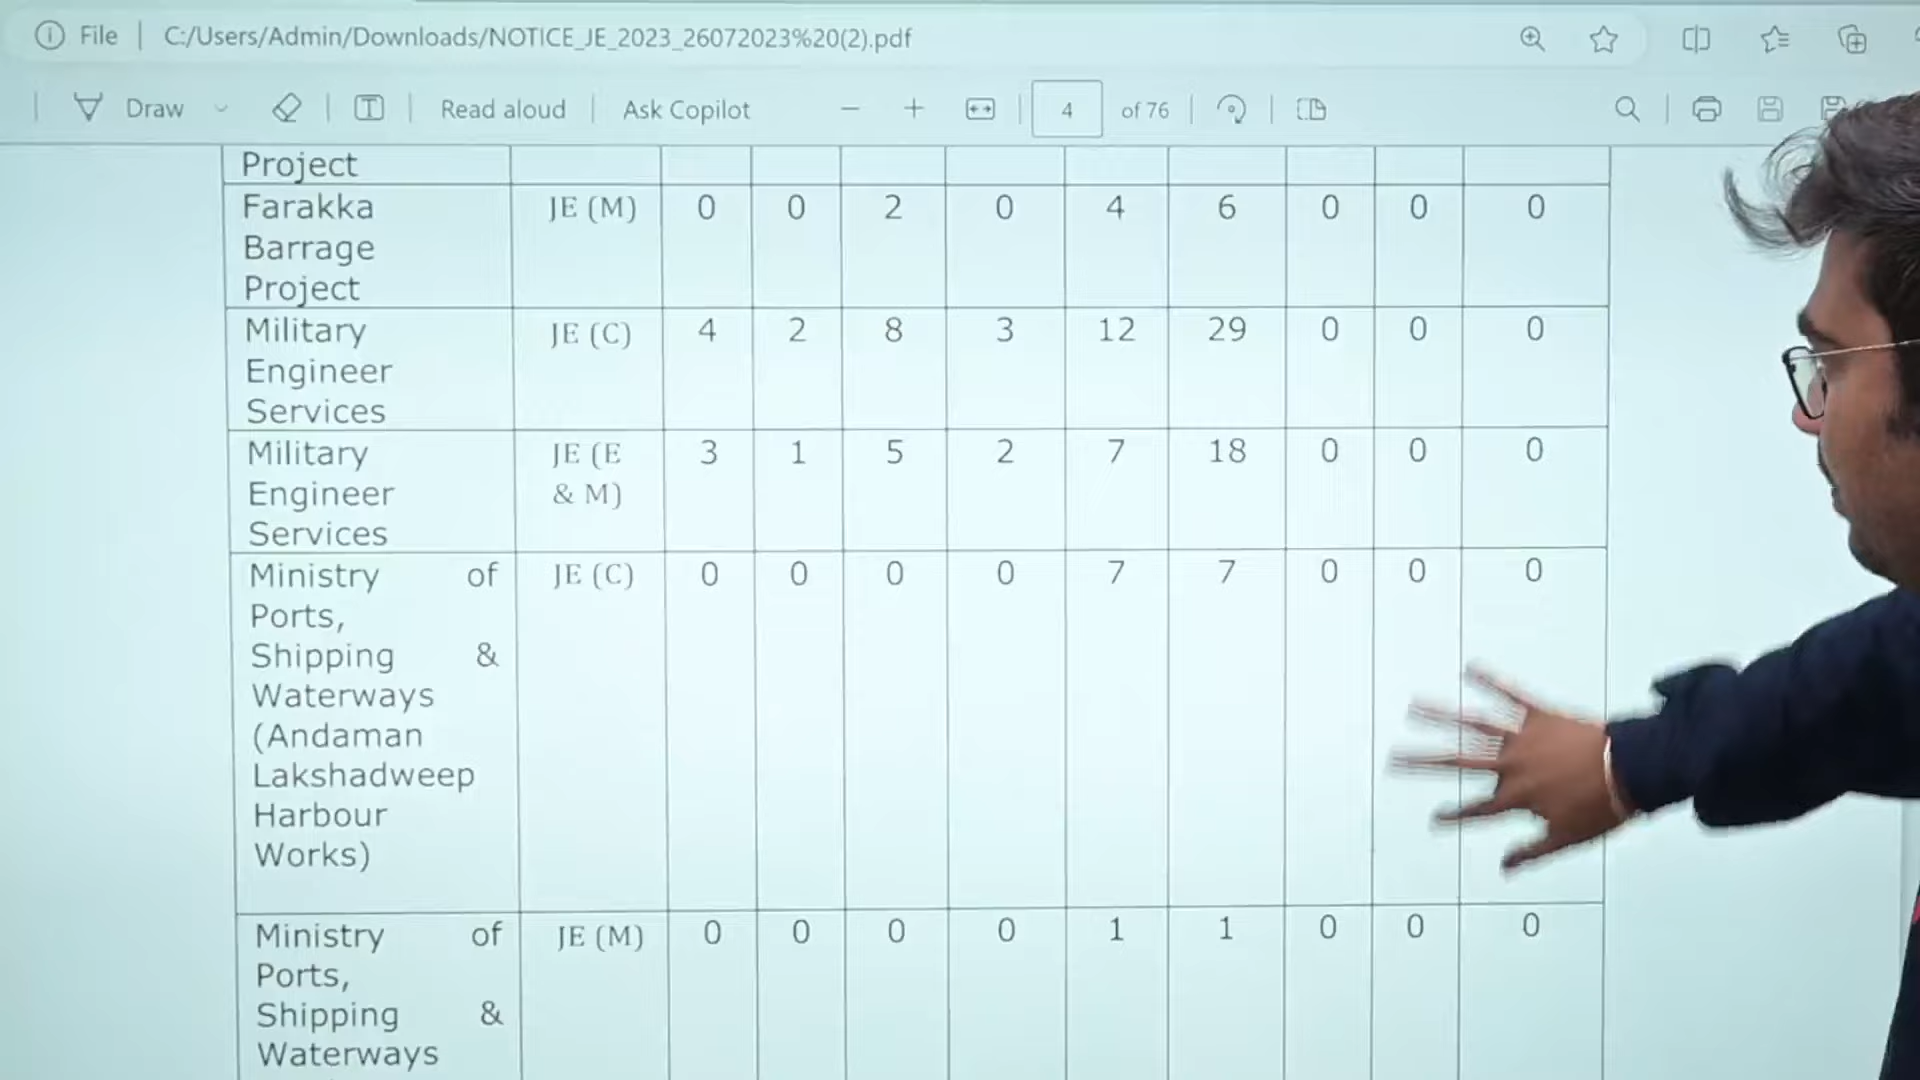 File | C:/Users/Admin/Downloads/NOTICE_JE_2023_26072023%20(2).pdf
Draw Read aloud Ask Copilot 4 of 76
Project
Farakka Barrage Project JE (M) 0 0 2 0 4 6 0 0 0
Military Engineer Services JE (C) 4 2 8 3 12 29 0 0 0
Military Engineer Services JE (E & M) 3 1 5 2 7 18 0 0 0
Ministry of Ports, Shipping & Waterways (Andaman Lakshadweep Harbour Works) JE (C) 0 0 0 0 7 7 0 0 0
Ministry of Ports, Shipping & Waterways JE (M) 0 0 0 0 1 1 0 0 0